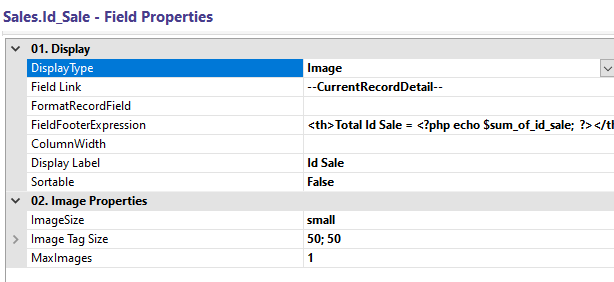 Sales.Id_Sale - Field Properties
01. Display
DisplayType Image
Field Link --CurrentRecordDetail--
FormatRecordField
FieldFooterExpression <th>Total Id Sale = <?php echo $sum_of_id_sale; ?></th
ColumnWidth
Display Label Id Sale
Sortable False
02. Image Properties
ImageSize small
Image Tag Size 50; 50
MaxImages 1